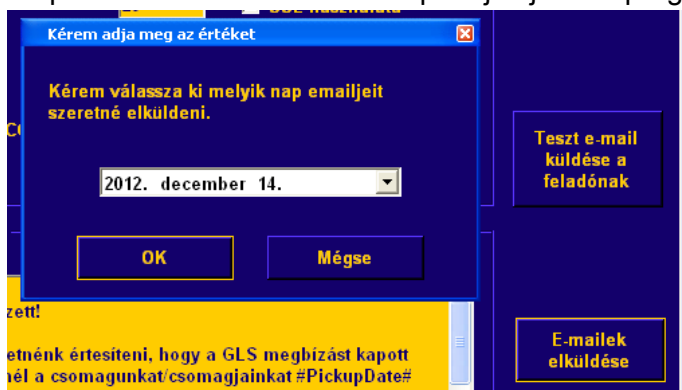 Kérem adja meg az értéket
Kérem válassza ki melyik nap emailjeit
szeretné elküldeni.
2012. december 14.
OK
Mégse
Teszt e-mail
küldése a
feladónak
zett!
etnénk értesíteni, hogy a GLS megbízást kapott
nél a csomagunkat/csomagjainkat #PickupDate#
E-mailek
elküldése